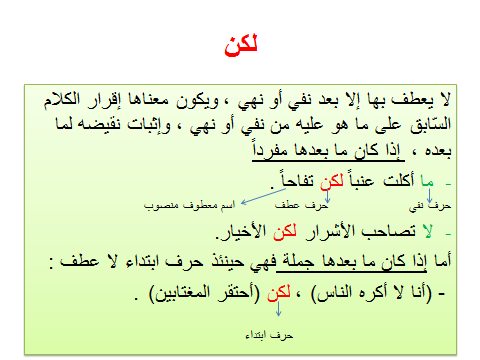 لكن
لا يعطف بها إلا بعد نفي أو نهي ، ويكون معناها إقرار الكلام
السّابق على ما هو عليه من نفي أو نهي ، وإثبات نقيضه لما
بعده ، إذا كان ما بعدها مفرداً
- ما أكلت عنباً لكن تفاحاً .
حرف نفي حرف عطف اسم معطوف منصوب
- لا تصاحب الأشرار لكن الأخيار.
أما إذا كان ما بعدها جملة فهي حينئذ حرف ابتداء لا عطف :
- (أنا لا أكره الناس) ، لكن (أحتقر المغتابين) .
حرف ابتداء